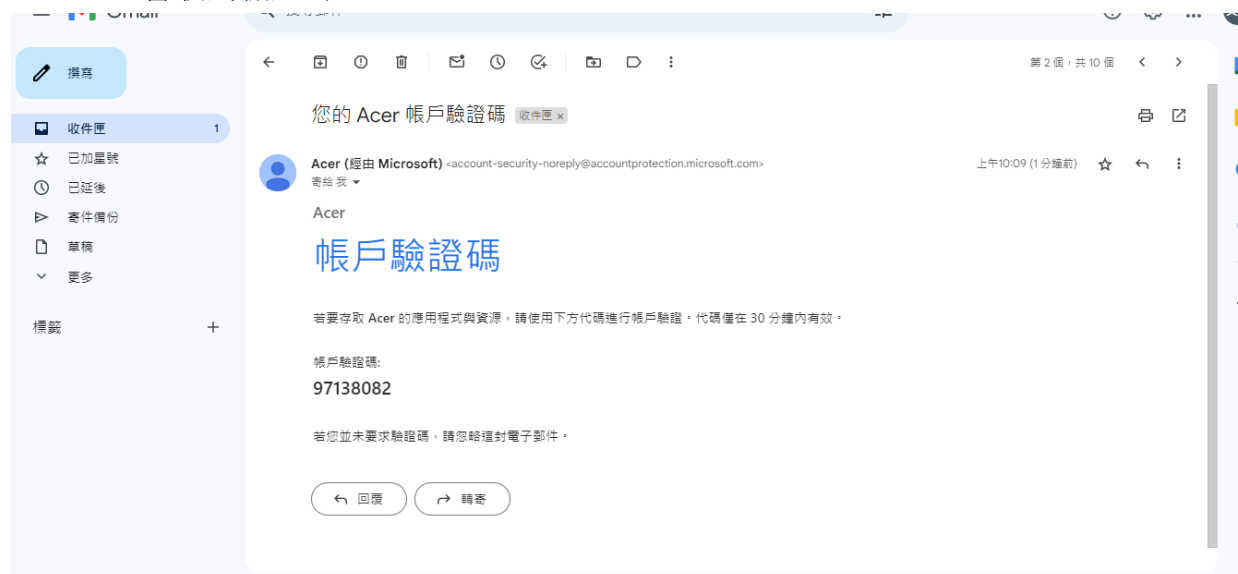 撰寫
第 2 個，共 10 個
您的 Acer 帳戶驗證碼 收件匣 ×
收件匣 1
已加星號
已延後
寄件備份
草稿
更多
標籤 +
Acer (經由 Microsoft) <account-security-noreply@accountprotection.microsoft.com>
上午10:09 (1 分鐘前)
寄給 我
Acer
帳戶驗證碼
若要存取 Acer 的應用程式與資源，請使用下方代碼進行帳戶驗證。代碼僅在 30 分鐘內有效。
帳戶驗證碼:
97138082
若您並未要求驗證碼，請忽略這封電子郵件。
回覆
轉寄